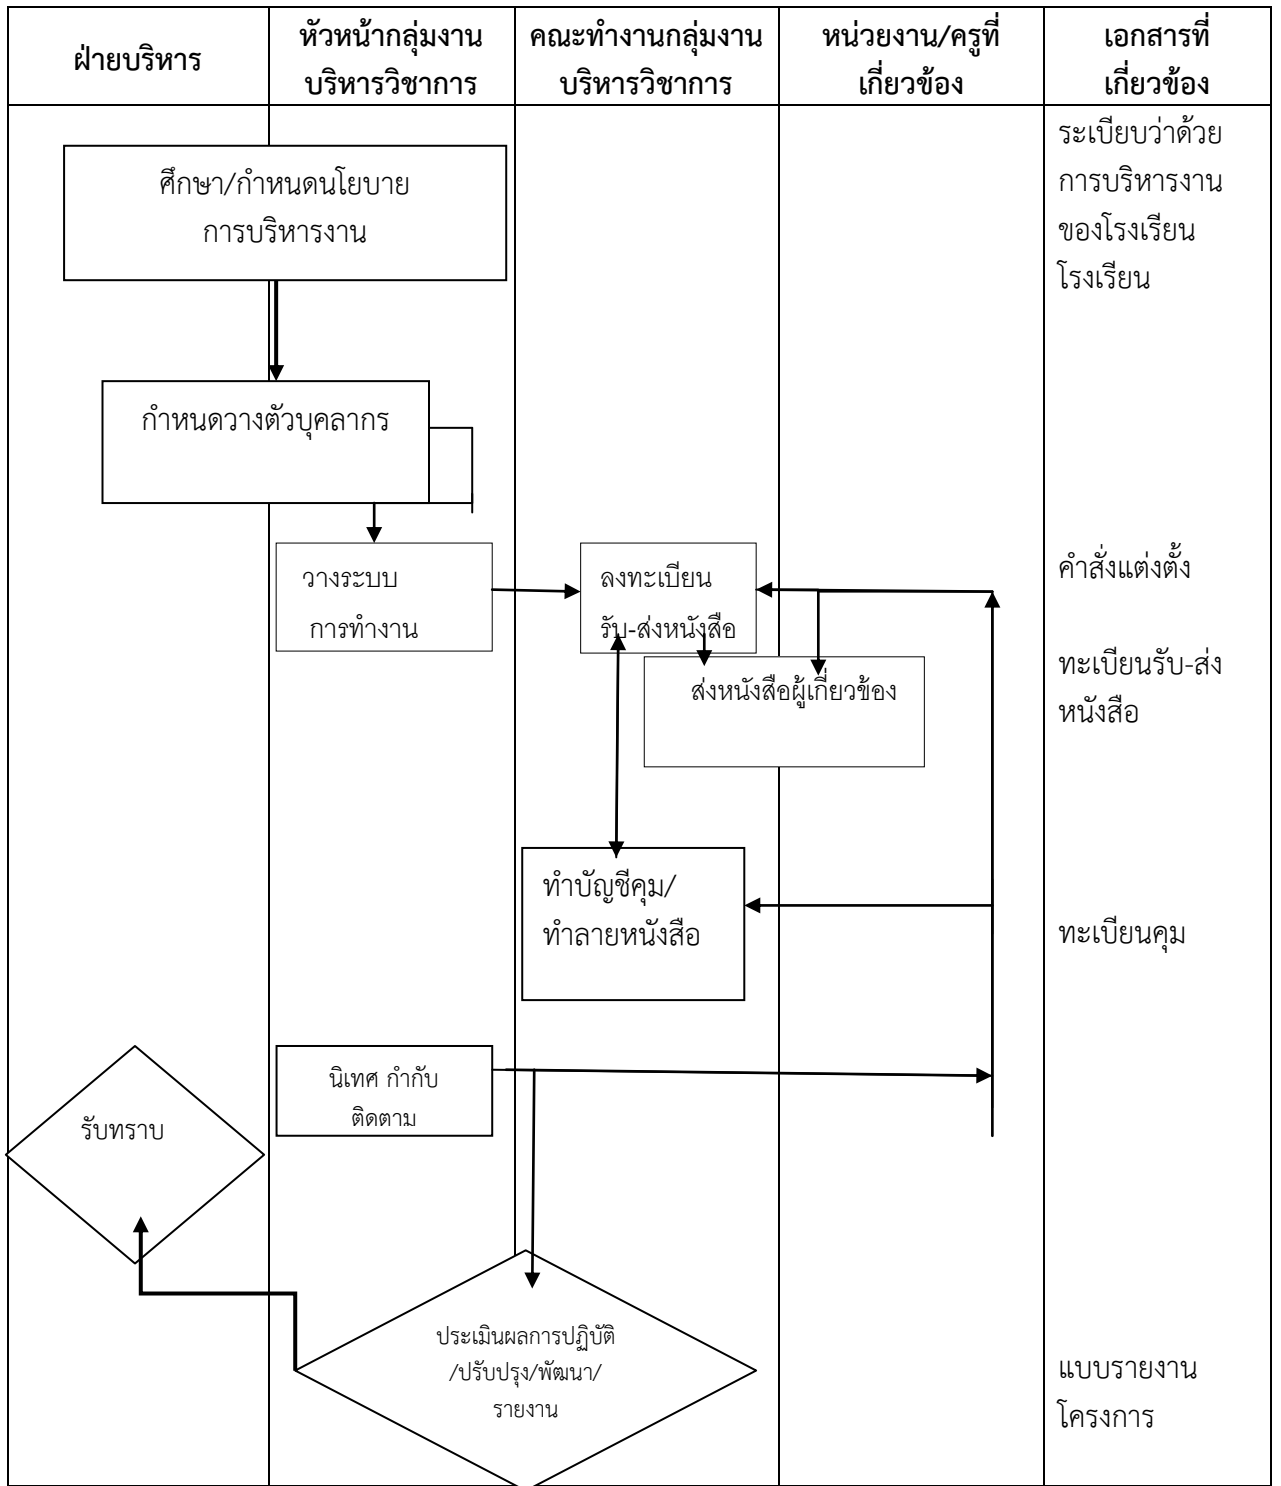 ฝ่ายบริหาร
หัวหน้ากลุ่มงาน
บริหารวิชาการ
คณะทำงานกลุ่มงาน
บริหารวิชาการ
หน่วยงาน/ครูที่
เกี่ยวข้อง
เอกสารที่
เกี่ยวข้อง
ศึกษา/กำหนดนโยบาย
การบริหารงาน
ระเบียบว่าด้วย
การบริหารงาน
ของโรงเรียน
โรงเรียน
กำหนดวางตัวบุคลากร
วางระบบ
การทำงาน
ลงทะเบียน
รับ-ส่งหนังสือ
คำสั่งแต่งตั้ง
ส่งหนังสือผู้เกี่ยวข้อง
ทะเบียนรับ-ส่ง
หนังสือ
ทำบัญชีคุม/
ทำลายหนังสือ
ทะเบียนคุม
นิเทศ กำกับ
ติดตาม
รับทราบ
ประเมินผลการปฏิบัติ
/ปรับปรุง/พัฒนา/
รายงาน
แบบรายงาน
โครงการ